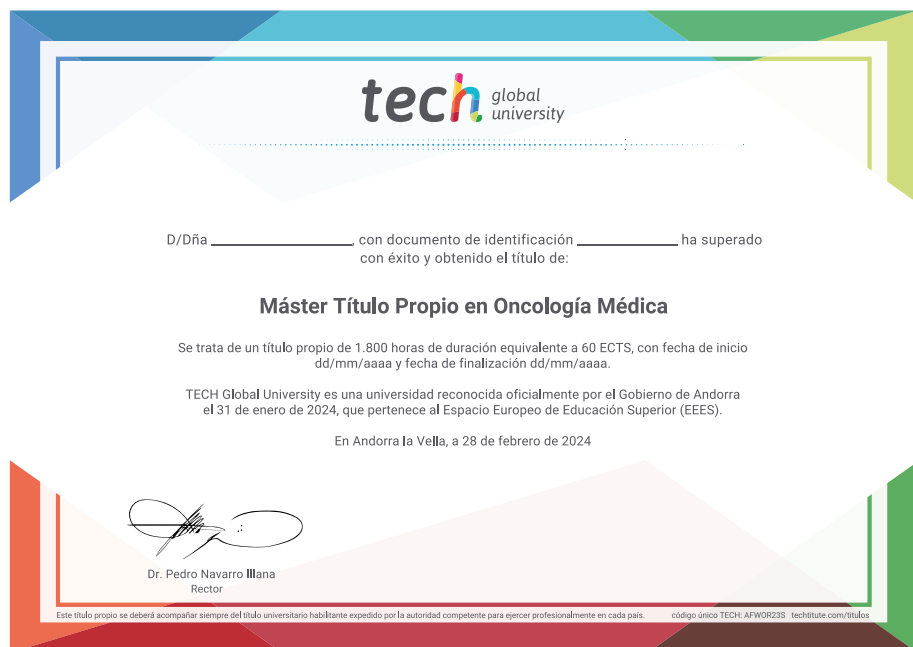 tech global university
D/Dña ____________________, con documento de identificación ______________ ha superado
con éxito y obtenido el título de:
Máster Título Propio en Oncología Médica
Se trata de un título propio de 1.800 horas de duración equivalente a 60 ECTS, con fecha de inicio
dd/mm/aaaa y fecha de finalización dd/mm/aaaa.
TECH Global University es una universidad reconocida oficialmente por el Gobierno de Andorra
el 31 de enero de 2024, que pertenece al Espacio Europeo de Educación Superior (EEES).
En Andorra la Vella, a 28 de febrero de 2024
Dr. Pedro Navarro Illana
Rector
Este título propio se deberá acompañar siempre del título universitario habilitante expedido por la autoridad competente para ejercer profesionalmente en cada país. código único TECH: AFWOR23S techtitute.com/titulos